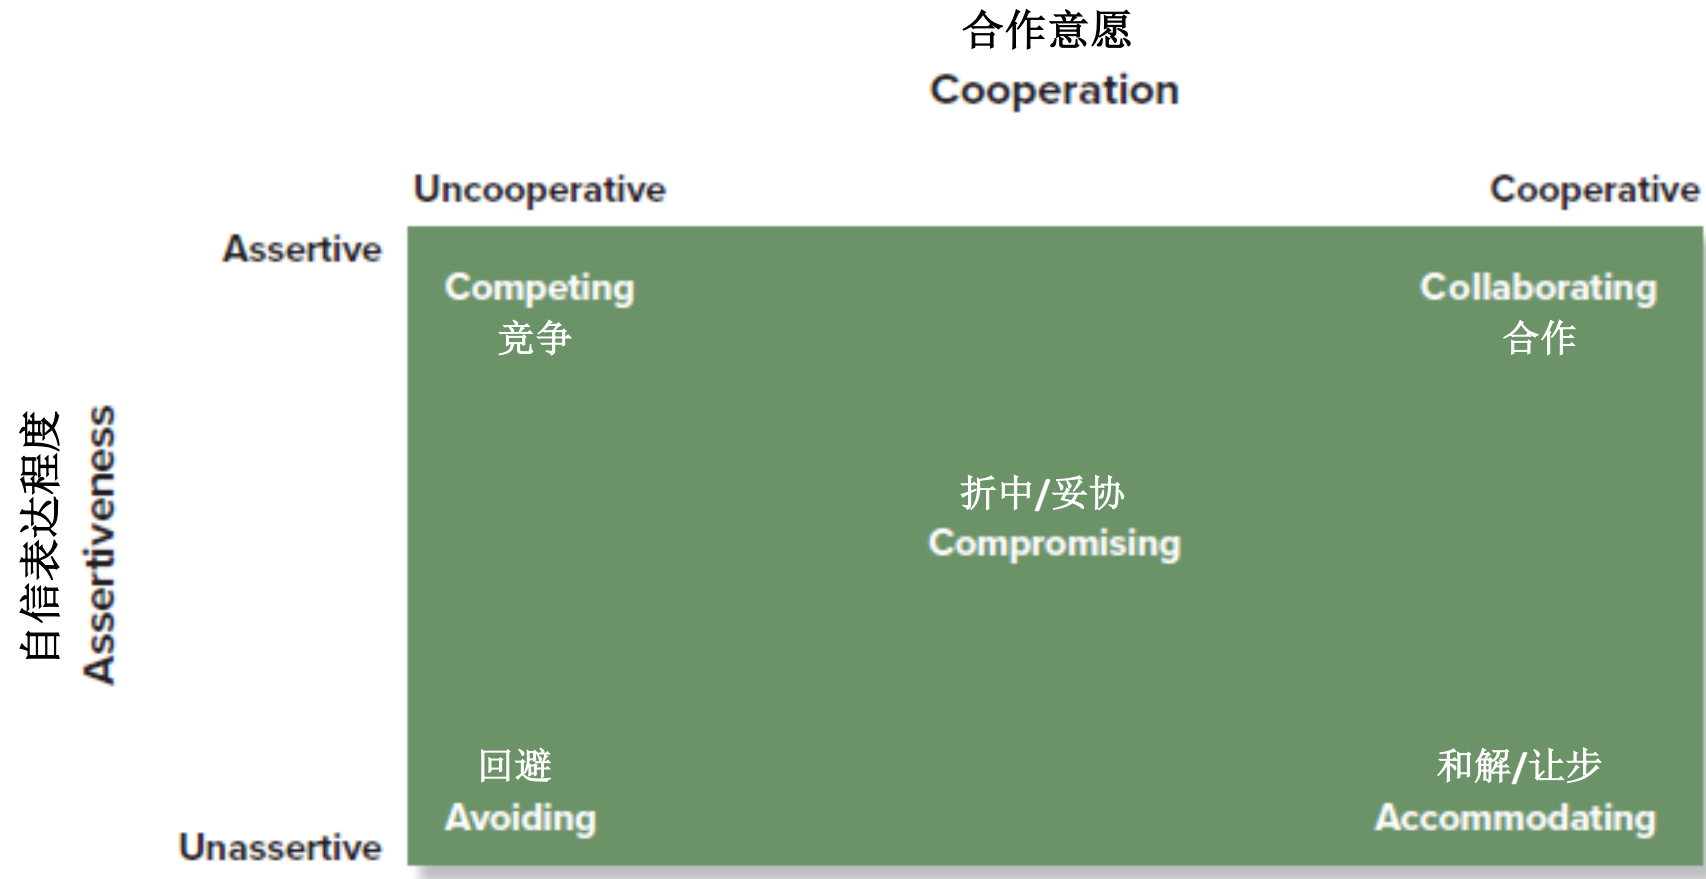 合作意愿
Cooperation
Uncooperative
Cooperative
Assertive
Competing
竞争
Collaborating
合作
自信表达程度
Assertiveness
折中/妥协
Compromising
回避
Avoiding
和解/让步
Accommodating
Unassertive